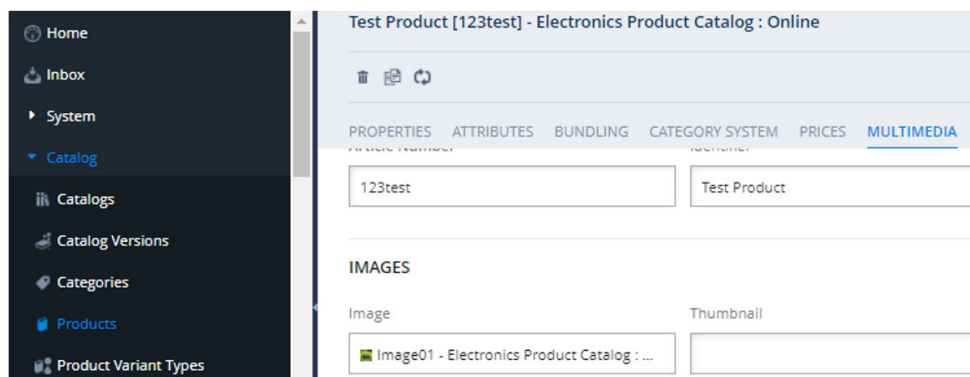 Home
Inbox
System
Catalog
Catalogs
Catalog Versions
Categories
Products
Product Variant Types
Test Product [123test] - Electronics Product Catalog : Online
PROPERTIES ATTRIBUTES BUNDLING CATEGORY SYSTEM PRICES MULTIMEDIA
Article Number Identifier
123test Test Product
IMAGES
Image Thumbnail
Image01 - Electronics Product Catalog : ...